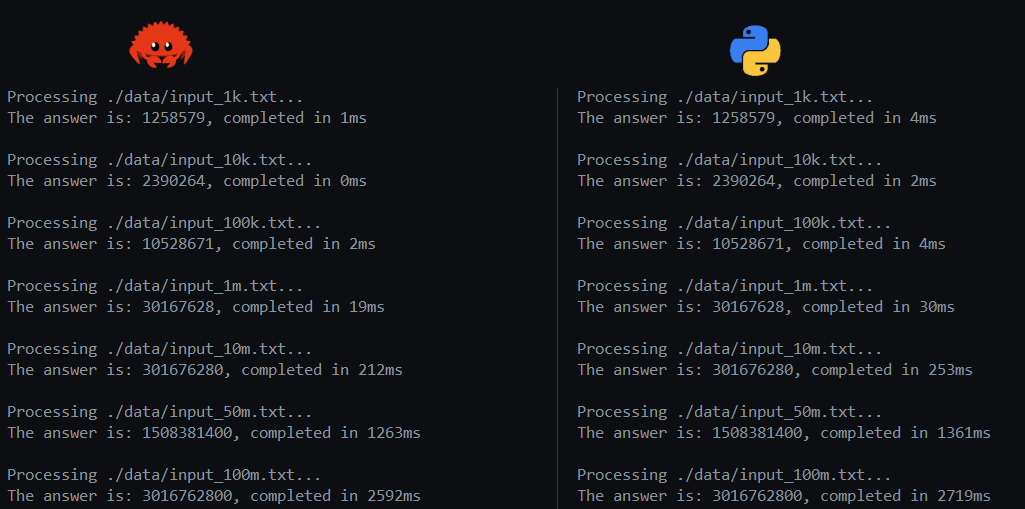 Processing ./data/input_1k.txt...
The answer is: 1258579, completed in 1ms
Processing ./data/input_10k.txt...
The answer is: 2390264, completed in 0ms
Processing ./data/input_100k.txt...
The answer is: 10528671, completed in 2ms
Processing ./data/input_1m.txt...
The answer is: 30167628, completed in 19ms
Processing ./data/input_10m.txt...
The answer is: 301676280, completed in 212ms
Processing ./data/input_50m.txt...
The answer is: 1508381400, completed in 1263ms
Processing ./data/input_100m.txt...
The answer is: 3016762800, completed in 2592ms
Processing ./data/input_1k.txt...
The answer is: 1258579, completed in 4ms
Processing ./data/input_10k.txt...
The answer is: 2390264, completed in 2ms
Processing ./data/input_100k.txt...
The answer is: 10528671, completed in 4ms
Processing ./data/input_1m.txt...
The answer is: 30167628, completed in 30ms
Processing ./data/input_10m.txt...
The answer is: 301676280, completed in 253ms
Processing ./data/input_50m.txt...
The answer is: 1508381400, completed in 1361ms
Processing ./data/input_100m.txt...
The answer is: 3016762800, completed in 2719ms